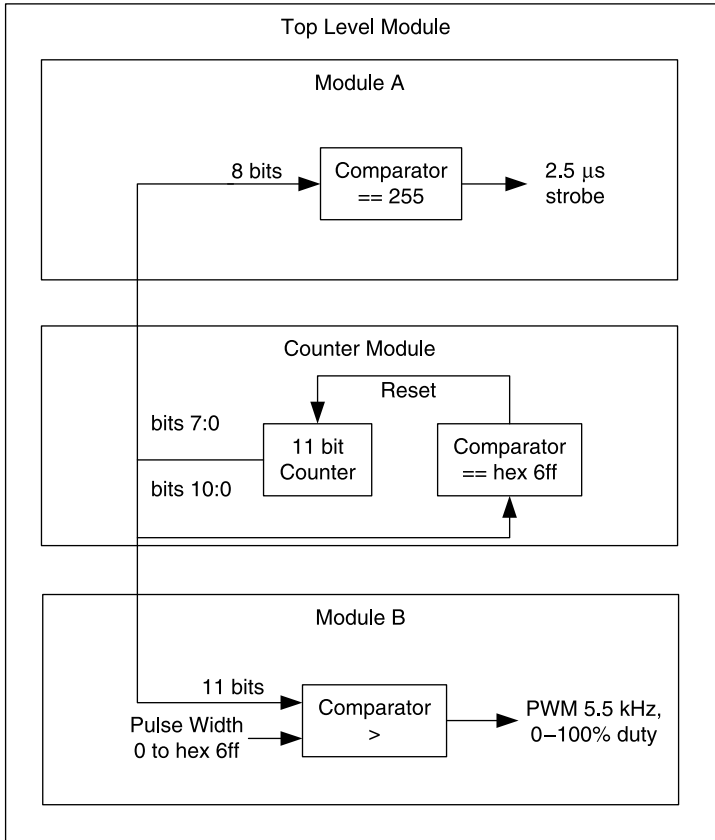 Top Level Module
Module A
8 bits
Comparator
== 255
2.5 μs
strobe
Counter Module
Reset
bits 7:0
11 bit
Counter
Comparator
== hex 6ff
bits 10:0
Module B
11 bits
Pulse Width
0 to hex 6ff
Comparator
>
PWM 5.5 kHz,
0–100% duty